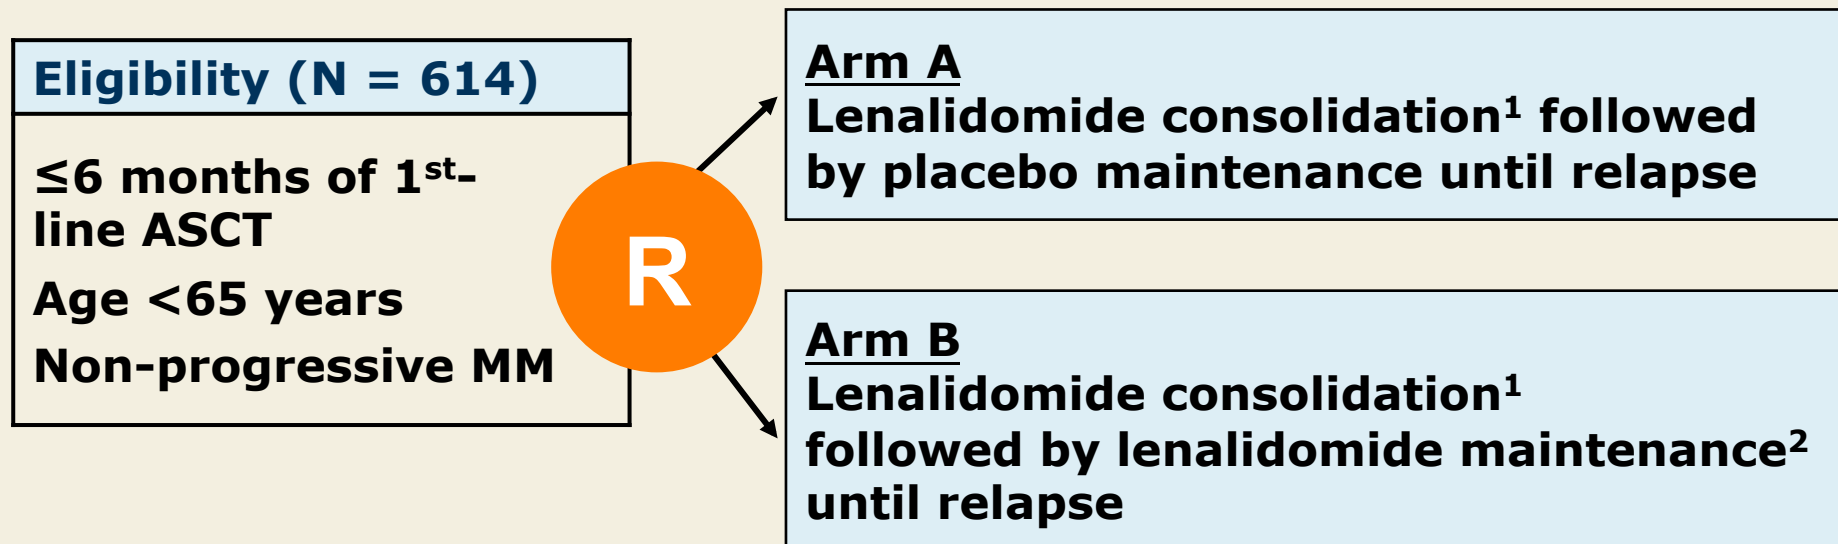 Eligibility (N = 614)
≤6 months of 1st-
line ASCT
Age <65 years
Non-progressive MM
R
Arm A
Lenalidomide consolidation¹ followed
by placebo maintenance until relapse
Arm B
Lenalidomide consolidation¹
followed by lenalidomide maintenance²
until relapse